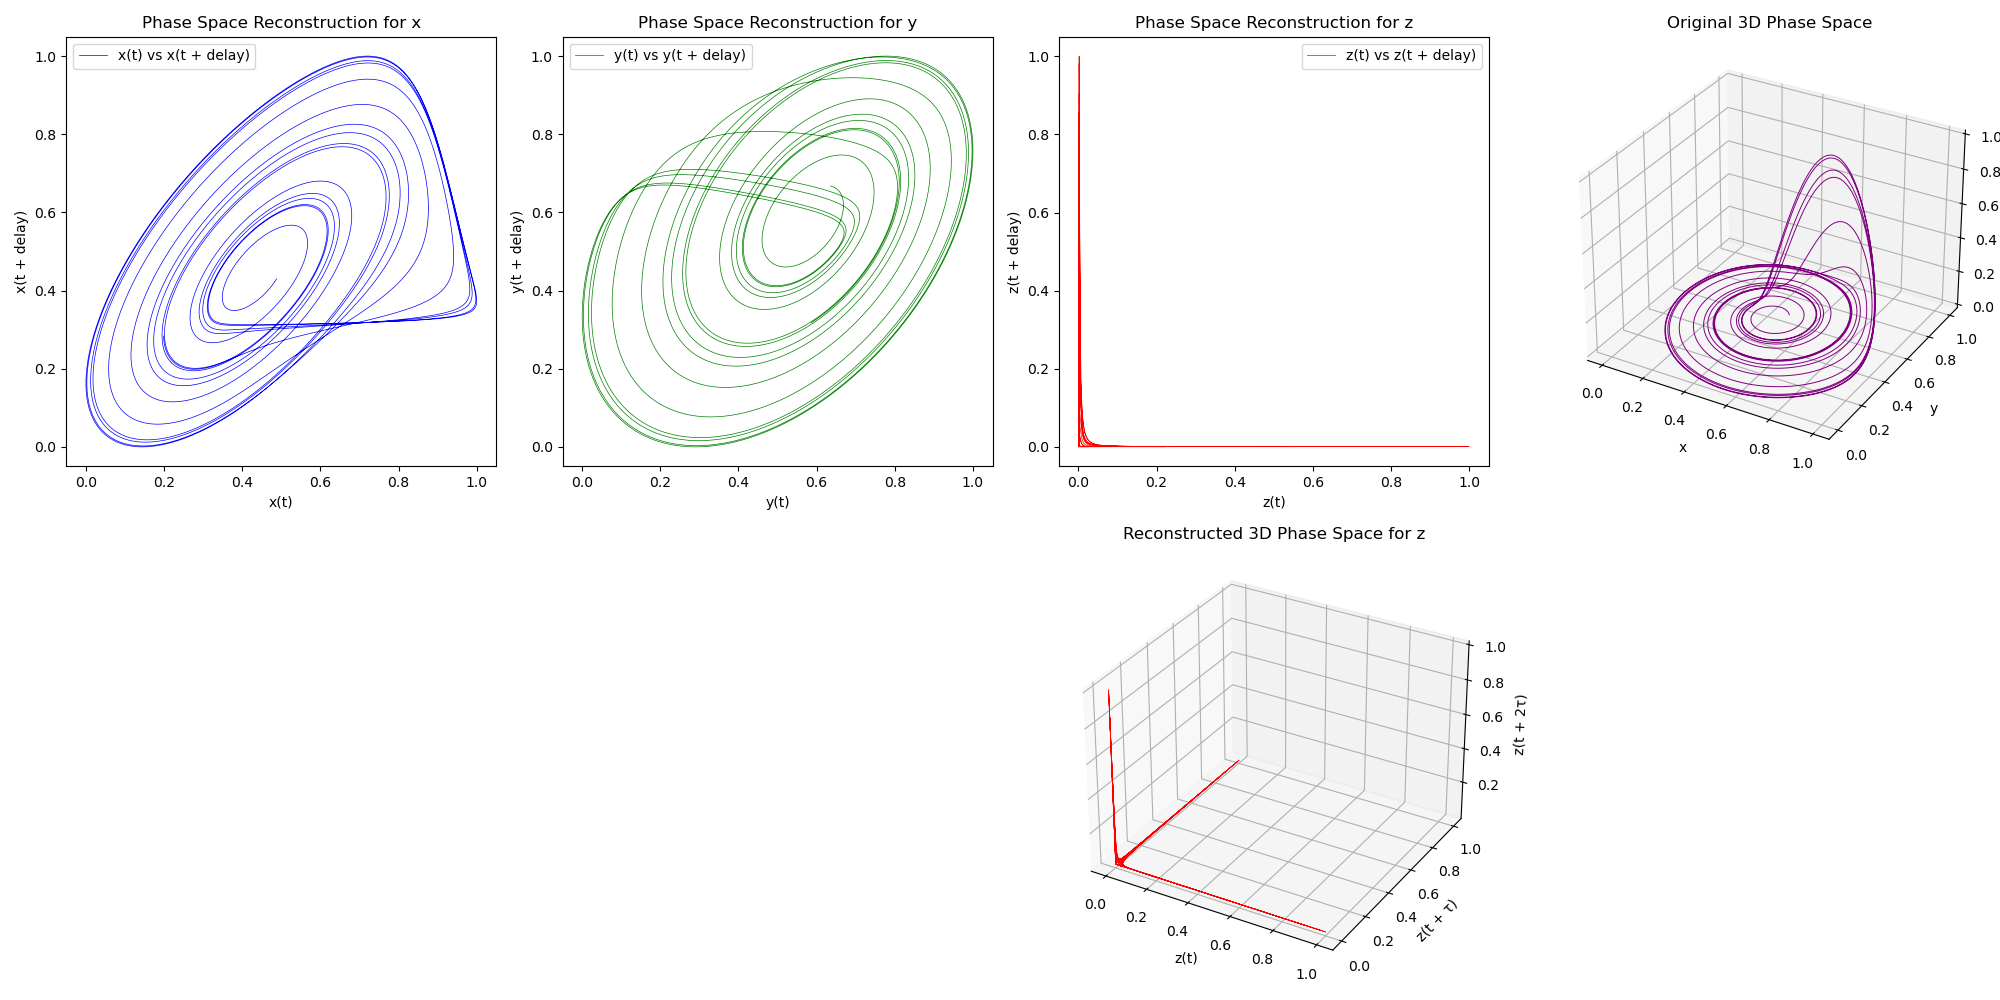 Phase Space Reconstruction for x
x(t) vs x(t + delay)
1.0
0.8
0.6
0.4
0.2
0.0
x(t + delay)
0.0 0.2 0.4 0.6 0.8 1.0
x(t)
Phase Space Reconstruction for y
y(t) vs y(t + delay)
1.0
0.8
0.6
0.4
0.2
0.0
y(t + delay)
0.0 0.2 0.4 0.6 0.8 1.0
y(t)
Phase Space Reconstruction for z
z(t) vs z(t + delay)
1.0
0.8
0.6
0.4
0.2
0.0
z(t + delay)
0.0 0.2 0.4 0.6 0.8 1.0
z(t)
Original 3D Phase Space
1.0
0.8
0.6
0.4
0.2
0.0
0.0 0.2 0.4 0.6 0.8 1.0
x
0.0 0.2 0.4 0.6 0.8 1.0
y
Reconstructed 3D Phase Space for z
1.0
0.8
0.6
0.4
0.2
z(t + 2τ)
0.0 0.2 0.4 0.6 0.8 1.0
z(t)
0.0 0.2 0.4 0.6 0.8 1.0
z(t + τ)